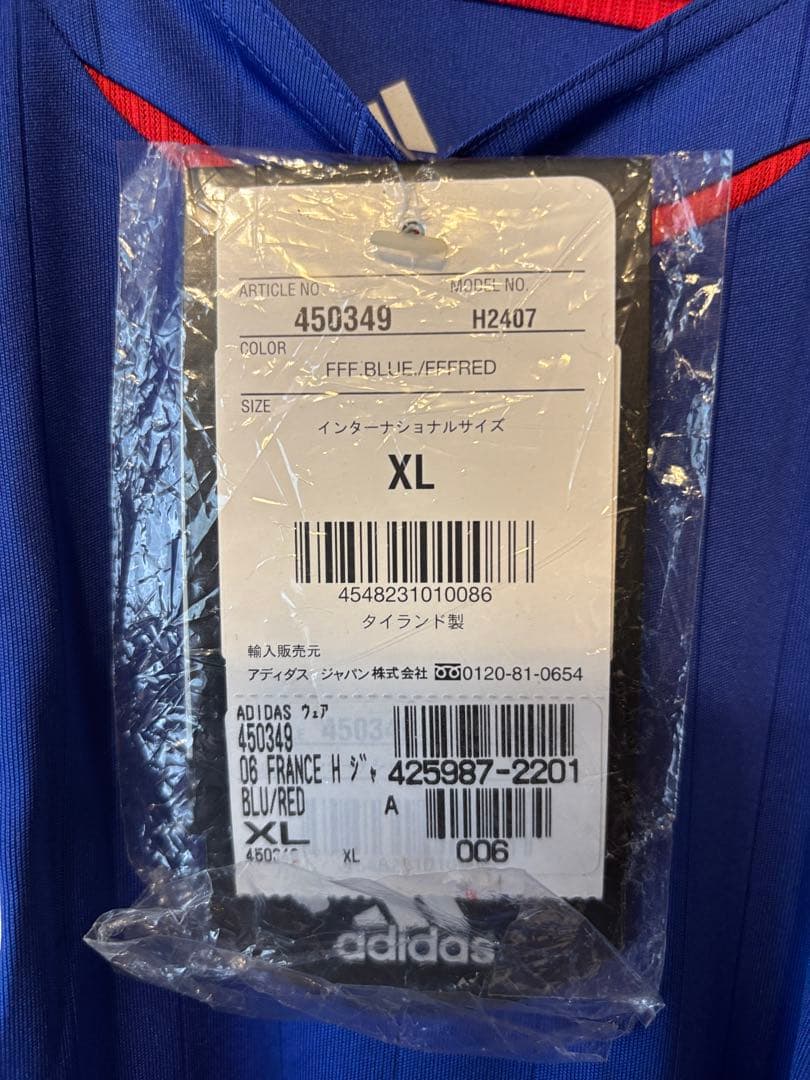 ARTICLE NO
MODEL NO.
450349
H2407
COLOR
FFF.BLUE./FFFRED
SIZE
インターナショナルサイズ
XL
4548231010086
タイランド製
輸入販売元
アディダス ジャパン株式会社 0120-81-0654
ADIDAS ウェア
450349
06 FRANCE H ジャ 425987-2201
BLU/RED A
XL
006
XL
adidas